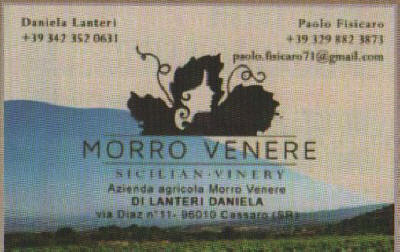 Daniela Lanteri
+39 342 352 0631
Paolo Fisicaro
+39 329 882 3873
paolo.fisicaro71@gmail.com
MORRO VENERE
SICILIAN · VINERY
Azienda agricola Morro Venere
DI LANTERI DANIELA
via Diaz n°11- 96010 Cassaro (SR)